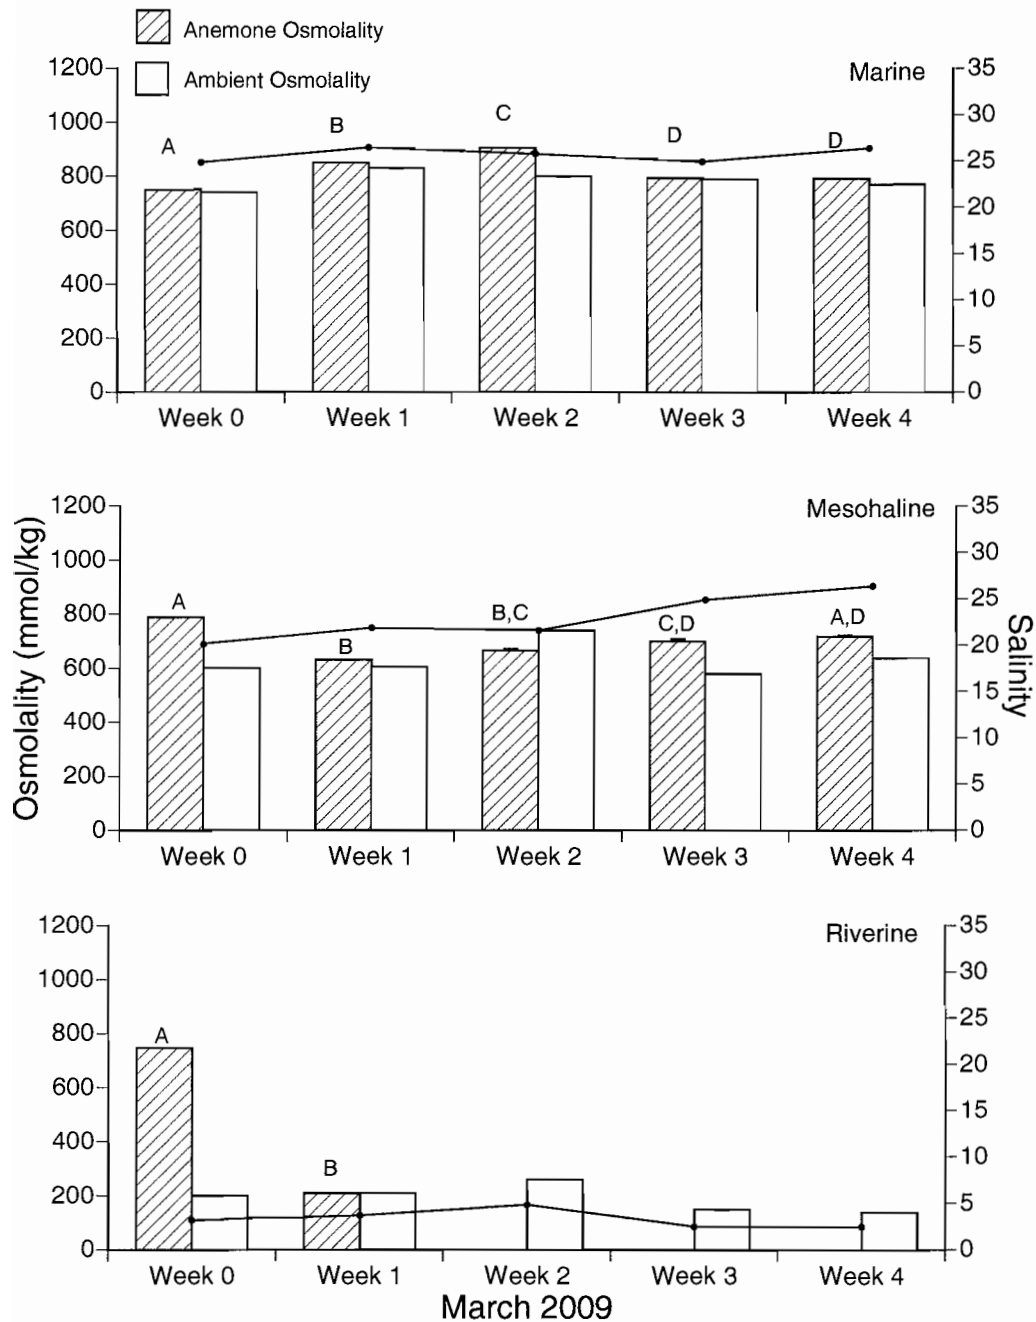 Anemone Osmolality
Ambient Osmolality
Marine
1200
1000
800
600
400
200
0
35
30
25
20
15
10
5
0
A
B
C
D
D
Week 0
Week 1
Week 2
Week 3
Week 4
Osmolality (mmol/kg)
Salinity
Mesohaline
1200
1000
800
600
400
200
0
35
30
25
20
15
10
5
0
A
B
B,C
C,D
A,D
Week 0
Week 1
Week 2
Week 3
Week 4
Riverine
1200
1000
800
600
400
200
0
35
30
25
20
15
10
5
0
A
B
Week 0
Week 1
Week 2
Week 3
Week 4
March 2009